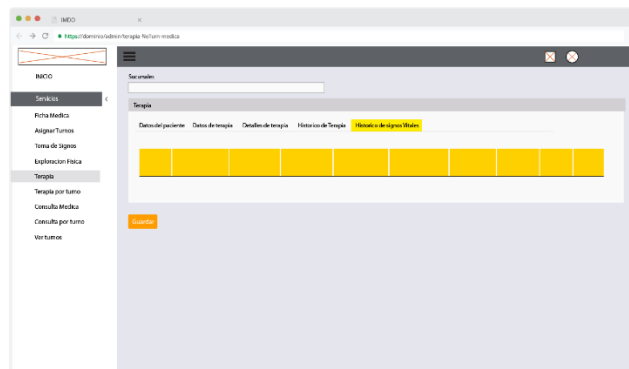 IMDO
https://dominio/admin/terapia
INICIO
Sucursales
Servicios
Terapia
Ficha Medica
Datos del paciente Datos de terapia Detalles de terapia Historico de Terapia Historico de signos Vitales
Asignar Turnos
Toma de Signos
Exploracion Fisica
Terapia
Terapia por turno
Consulta Medica
Consulta por turno
Guardar
Ver turnos